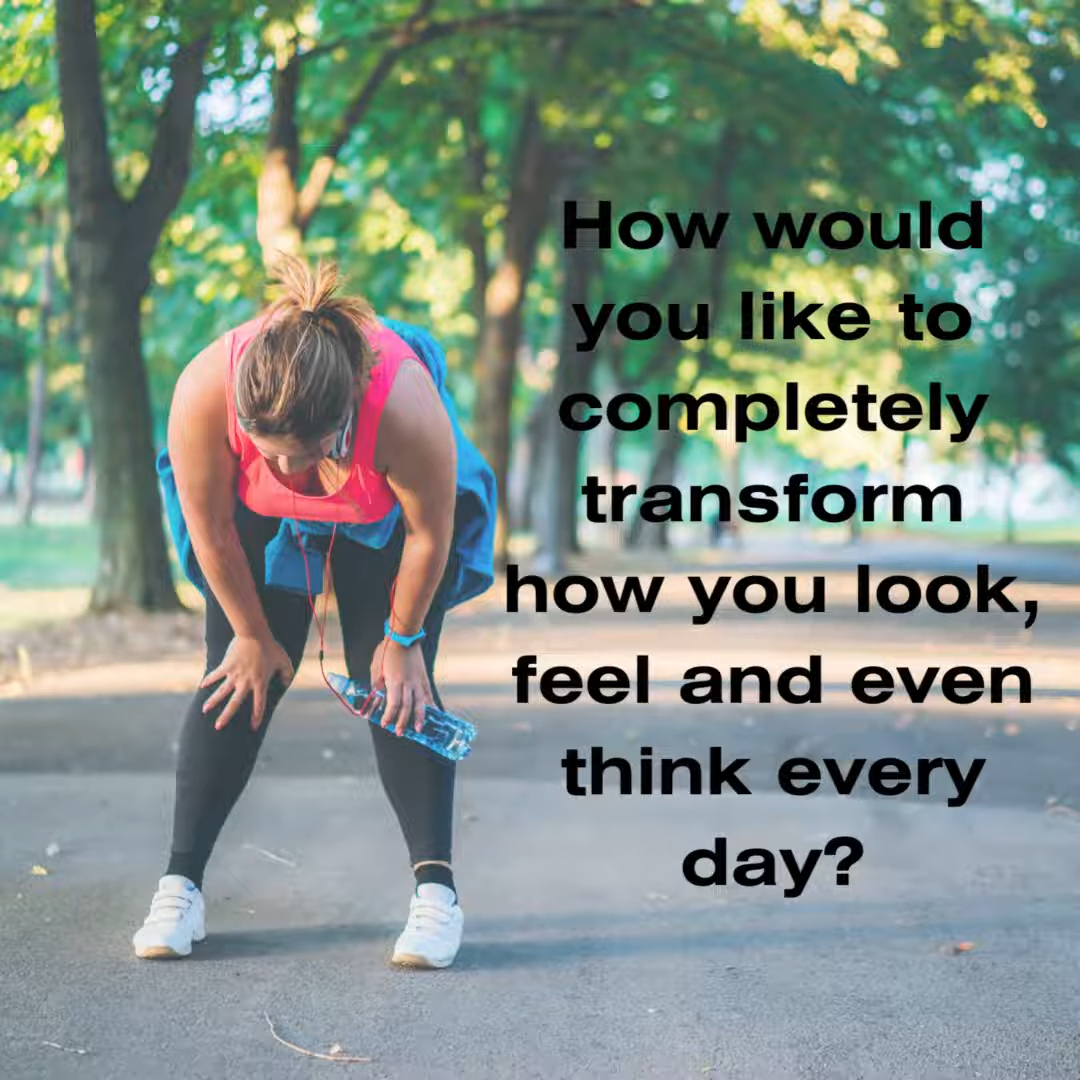 How would
you like to
completely
transform
how you look,
feel and even
think every
day?